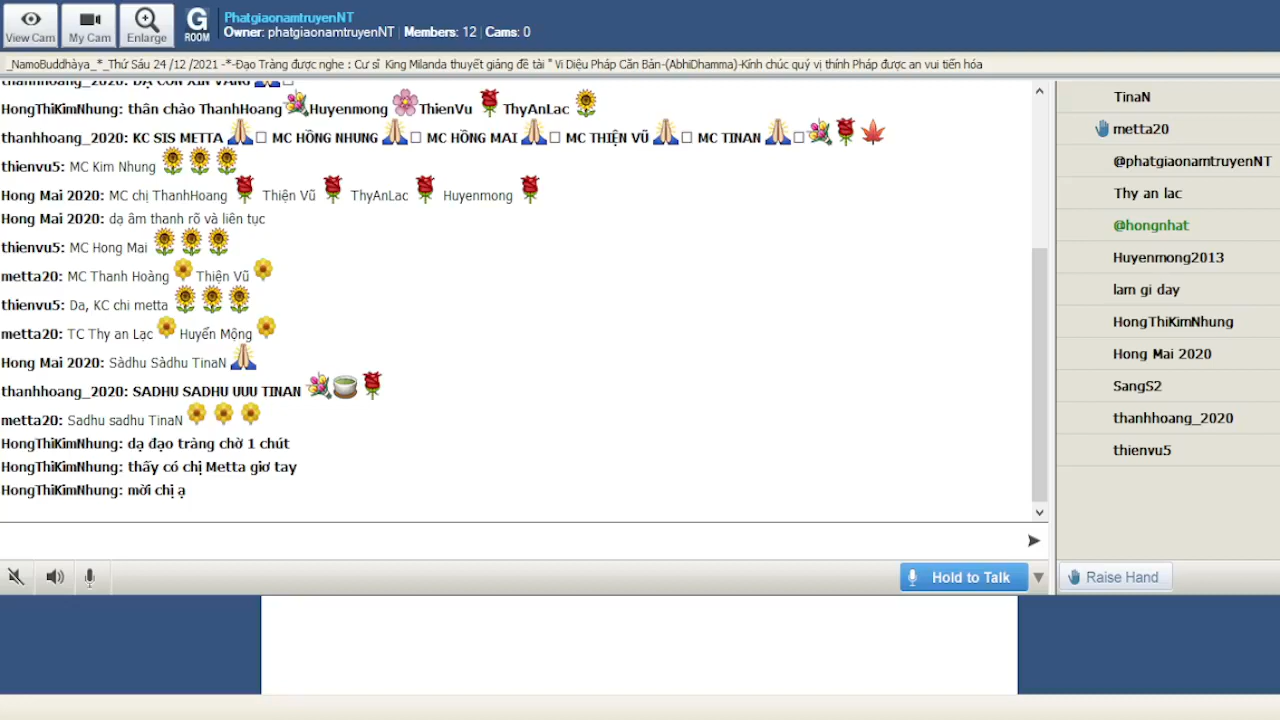 View Cam
My Cam
Enlarge
G
ROOM
PhatgiaonamtruyenNT
Owner: phatgiaonamtruyenNT | Members: 12 | Cams: 0
_NamoBuddhàya_*_Thứ Sáu 24 /12 /2021 -*-Đạo Tràng được nghe : Cư sĩ King Milanda thuyết giảng đề tài " Vi Diệu Pháp Căn Bản-(AbhiDhamma)-Kính chúc quý vị thính Pháp được an vui tiến hóa
thanhhoang_2020: DẠ CON XIN VÂNG
HongThiKimNhung: thân chào ThanhHoang Huyenmong ThienVu ThyAnLac
thanhhoang_2020: KC SIS METTA MC HỒNG NHUNG MC HỒNG MAI MC THIỆN VŨ MC TINAN
thienvu5: MC Kim Nhung
Hong Mai 2020: MC chị ThanhHoang Thiện Vũ ThyAnLac Huyenmong
Hong Mai 2020: dạ âm thanh rõ và liên tục
thienvu5: MC Hong Mai
metta20: MC Thanh Hoàng Thiện Vũ
thienvu5: Da, KC chi metta
metta20: TC Thy an Lạc Huyển Mộng
Hong Mai 2020: Sàdhu Sàdhu TinaN
thanhhoang_2020: SADHU SADHU UUU TINAN
metta20: Sadhu sadhu TinaN
HongThiKimNhung: dạ đạo tràng chờ 1 chút
HongThiKimNhung: thấy có chị Metta giơ tay
HongThiKimNhung: mời chị ạ
TinaN
metta20
@phatgiaonamtruyenNT
Thy an lac
@hongnhat
Huyenmong2013
lam gi day
HongThiKimNhung
Hong Mai 2020
SangS2
thanhhoang_2020
thienvu5
Hold to Talk
Raise Hand